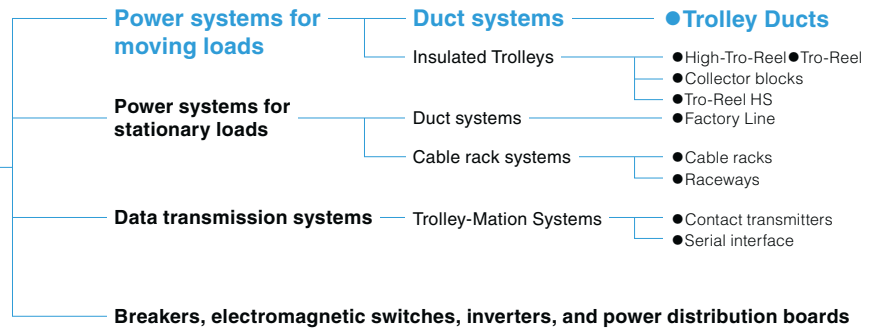 Power systems for moving loads Duct systems ●Trolley Ducts
Insulated Trolleys ●High-Tro-Reel●Tro-Reel
●Collector blocks
●Tro-Reel HS
Power systems for stationary loads Duct systems ●Factory Line
Cable rack systems ●Cable racks
●Raceways
Data transmission systems Trolley-Mation Systems ●Contact transmitters
●Serial interface
Breakers, electromagnetic switches, inverters, and power distribution boards